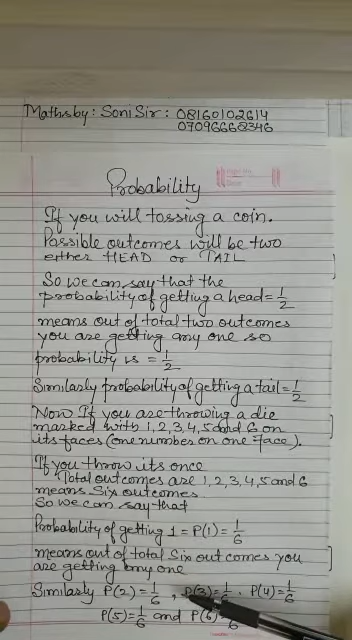 Maths by: Soni Sir: 08160102614
07096668346
Probability
If you will tossing a coin.
Possible outcomes will be two
either HEAD or TAIL
So we can say that the
probability of getting a head = 1/2
means out of total two outcomes
you are getting any one so
probability is = 1/2
Similarly probability of getting a tail = 1/2
Now If you are throwing a die
marked with 1, 2, 3, 4, 5 and 6 on
its faces (one number on one face).
If you throw its once
Total outcomes are 1, 2, 3, 4, 5 and 6
means Six outcomes
So we can say that
Probability of getting 1 = P(1) = 1/6
means out of total Six outcomes you
are getting any one
Similarly P(2) = 1/6, P(3) = 1/6, P(4) = 1/6
P(5) = 1/6 and P(6) = 1/6